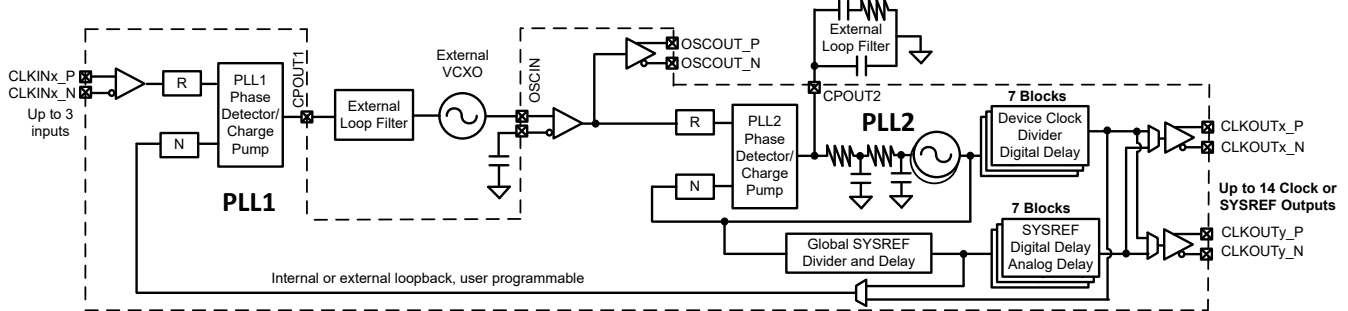 CLKINx_P
CLKINx_N
Up to 3
inputs
R
N
PLL1
Phase
Detector/
Charge
Pump
PLL1
CPOUT1
External
Loop Filter
External
VCXO
OSCIN
OSCOUT_P
OSCOUT_N
External
Loop Filter
CPOUT2
R
N
PLL2
Phase
Detector/
Charge
Pump
PLL2
7 Blocks
Device Clock
Divider
Digital Delay
CLKOUTx_P
CLKOUTx_N
Up to 14 Clock or
SYSREF Outputs
7 Blocks
SYSREF
Digital Delay
Analog Delay
CLKOUTy_P
CLKOUTy_N
Global SYSREF
Divider and Delay
Internal or external loopback, user programmable